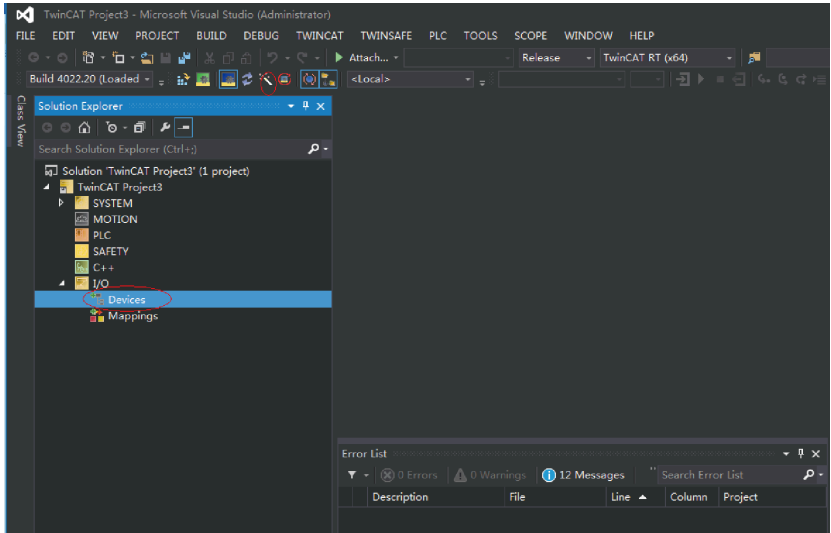 TwinCAT Project3 - Microsoft Visual Studio (Administrator)
FILE EDIT VIEW PROJECT BUILD DEBUG TWINCAT TWINSAFE PLC TOOLS SCOPE WINDOW HELP
Attach... Release TwinCAT RT (x64)
Build 4022.20 (Loaded <Local>
Class View
Solution Explorer
Search Solution Explorer (Ctrl+;)
Solution 'TwinCAT Project3' (1 project)
TwinCAT Project3
SYSTEM
MOTION
PLC
SAFETY
C++
I/O
Devices
Mappings
Error List
0 Errors 0 Warnings 12 Messages Search Error List
Description File Line Column Project